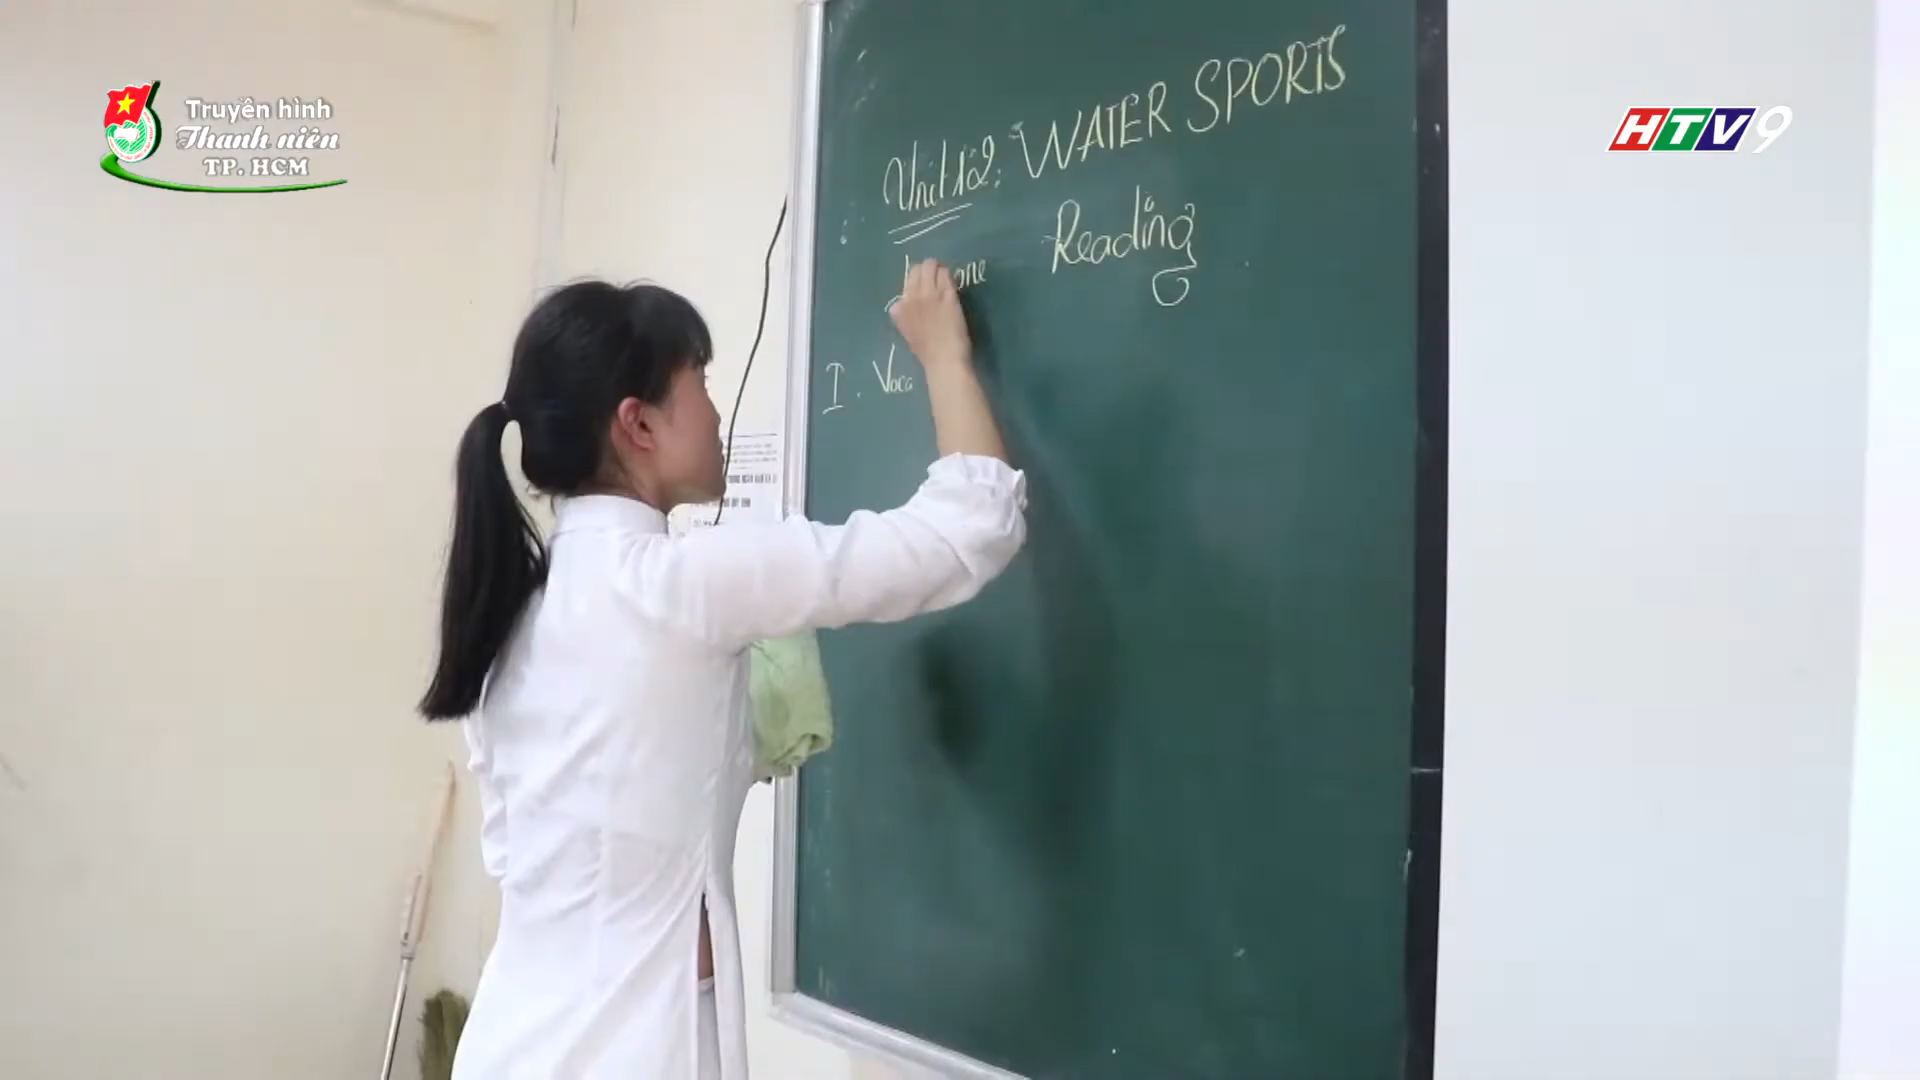 Truyền hình
Thanh niên
TP. HCM
HTV9
Unit 12: WATER SPORTS
Reading
I. Voca